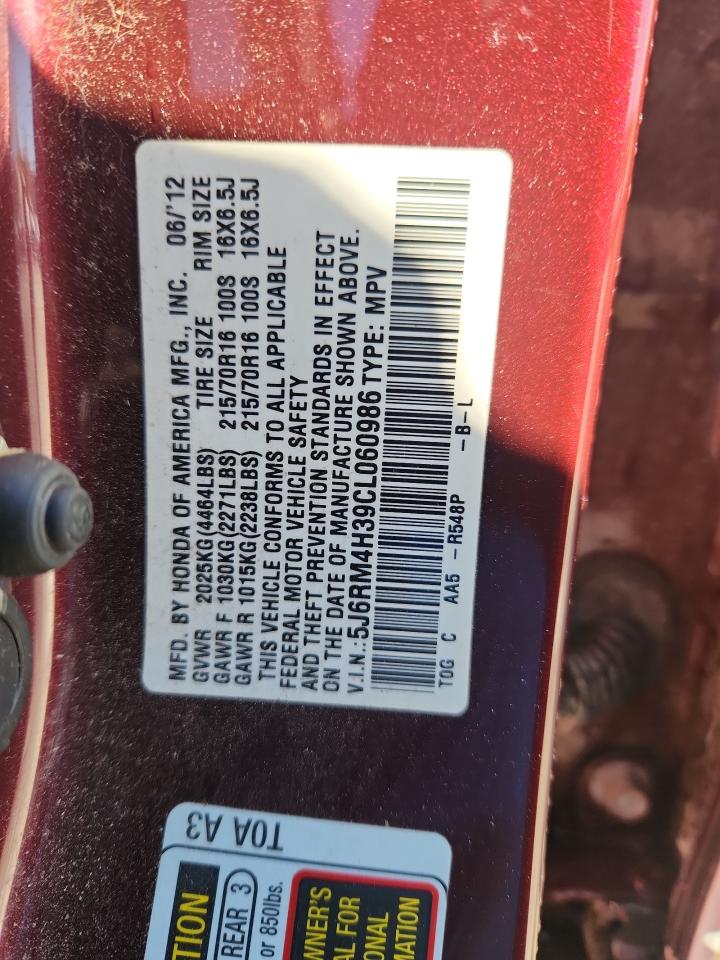 MFD. BY HONDA OF AMERICA MFG., INC. 06/'12
GVWR 2025KG(4464LBS) TIRE SIZE RIM SIZE
GAWR F 1030KG(2271LBS) 215/70R16 100S 16X6.5J
GAWR R 1015KG(2238LBS) 215/70R16 100S 16X6.5J
THIS VEHICLE CONFORMS TO ALL APPLICABLE
FEDERAL MOTOR VEHICLE SAFETY
AND THEFT PREVENTION STANDARDS IN EFFECT
ON THE DATE OF MANUFACTURE SHOWN ABOVE.
V.I.N.:5J6RM4H39CL060986 TYPE: MPV
TOG C AA5 -R548P -B-L
T0A A3
TION
REAR 3
or 850lbs.
WNER'S
AL FOR
ONAL
MATION